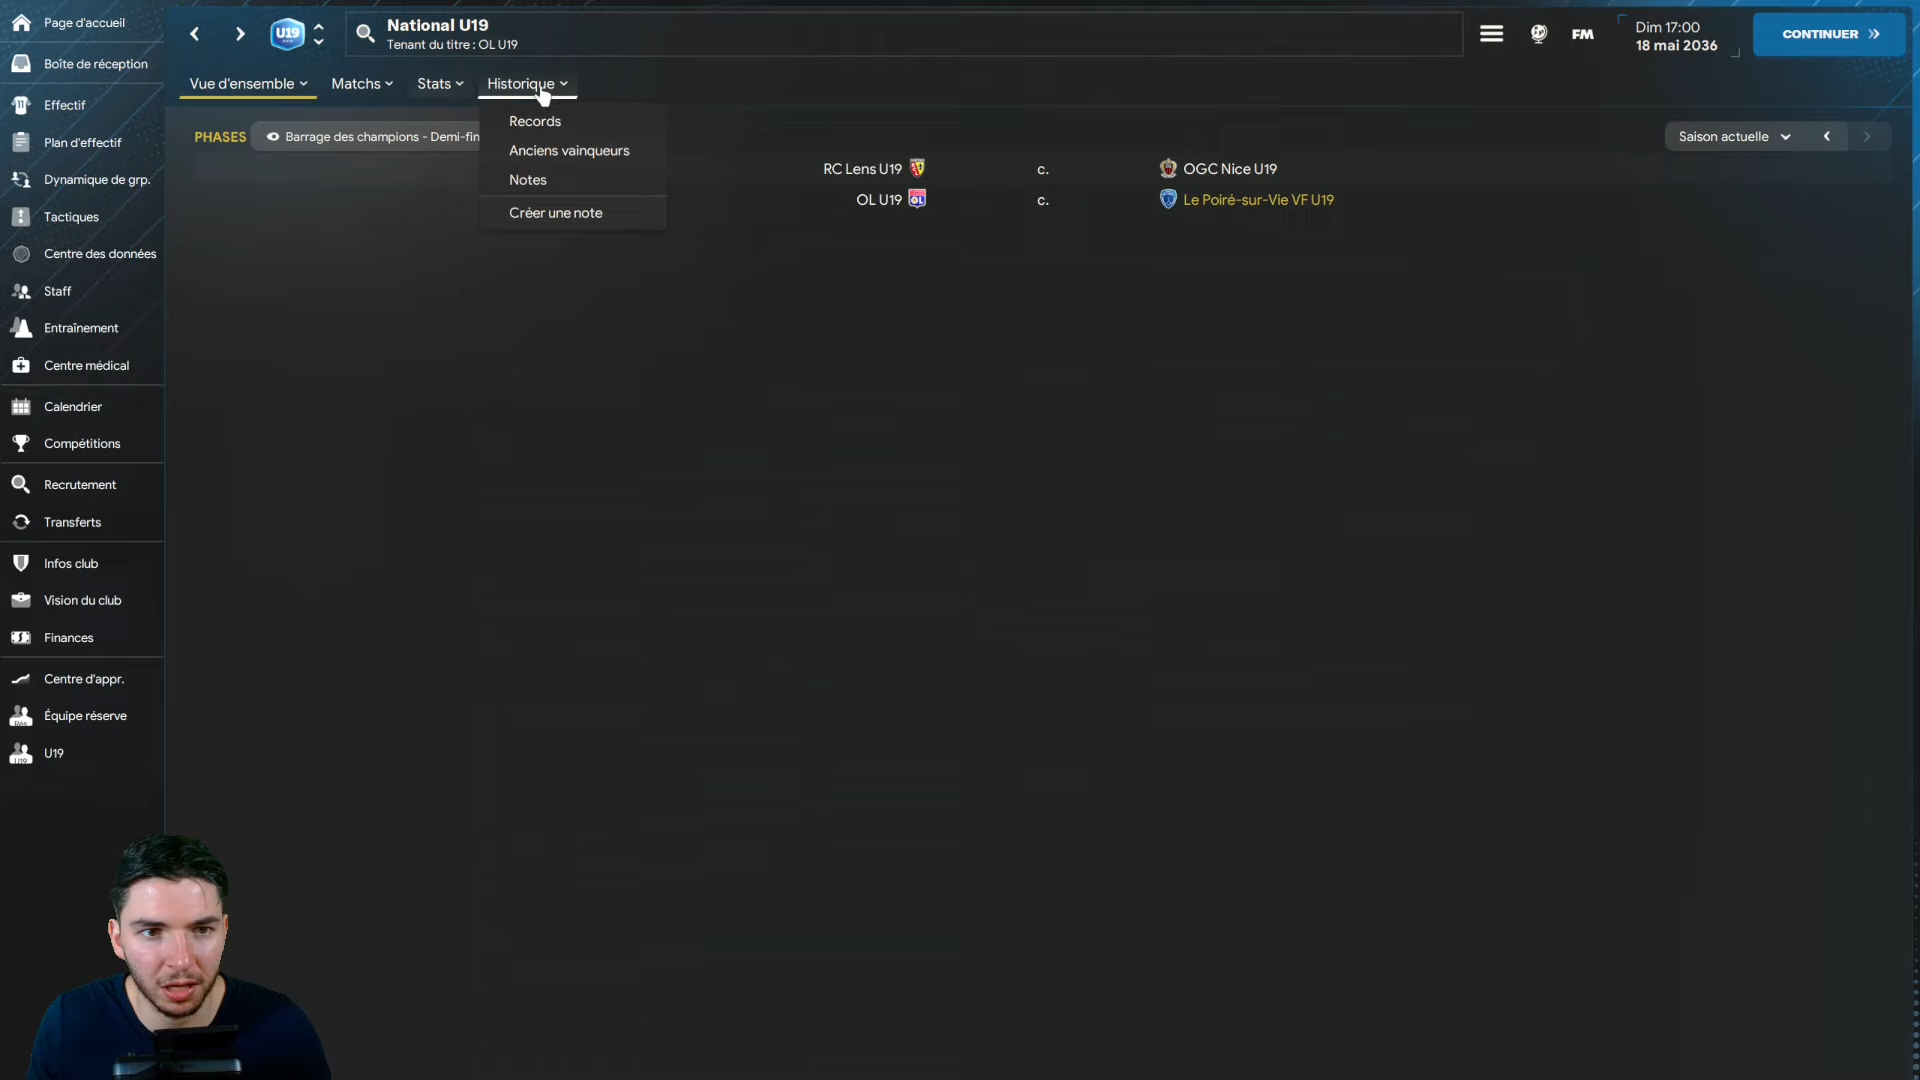 Page d'accueil
Boîte de réception
Effectif
Plan d'effectif
Dynamique de grp.
Tactiques
Centre des données
Staff
Entraînement
Centre médical
Calendrier
Compétitions
Recrutement
Transferts
Infos club
Vision du club
Finances
Centre d'appr.
Équipe réserve
U19
U19
National U19
Tenant du titre : OL U19
FM
Dim 17:00
18 mai 2036
CONTINUER
Vue d'ensemble
Matchs
Stats
Historique
PHASES
Barrage des champions - Demi-fin
Records
Anciens vainqueurs
Notes
Créer une note
Saison actuelle
RC Lens U19 c. OGC Nice U19
OL U19 c. Le Poiré-sur-Vie VF U19